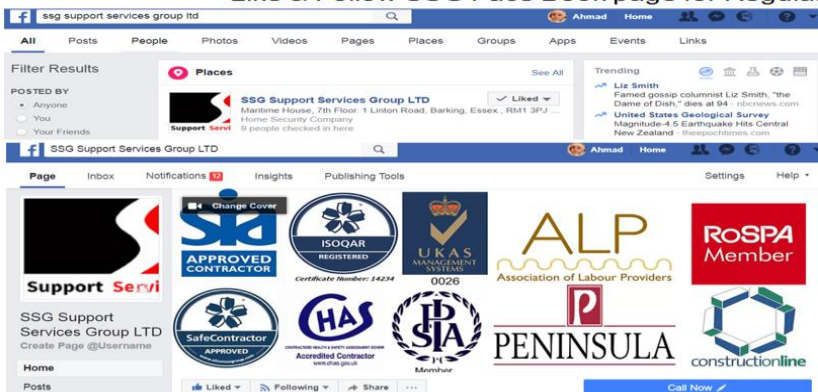 Like & Follow SSG Face Book page for Regular
ssg support services group ltd
Ahmad Home
All Posts People Photos Videos Pages Places Groups Apps Events Links
Filter Results
POSTED BY
Anyone
You
Your Friends
Places
See All
SSG Support Services Group LTD
Maritime House, 7th Floor. 1 Linton Road, Barking, Essex., RM1 3PJ ...
Home Security Company
9 people checked in here
Liked
Support Servi
Trending
Liz Smith
Famed gossip columnist Liz Smith, "the
Dame of Dish," dies at 94 - nbcnews.com
United States Geological Survey
Magnitude-4.5 Earthquake Hits Central
New Zealand - theepochtimes.com
SSG Support Services Group LTD
Ahmad Home
Page Inbox Notifications 12 Insights Publishing Tools Settings Help
Support Servi
SSG Support
Services Group LTD
Create Page @Username
Home
Posts
Change Cover
sia
APPROVED
CONTRACTOR
ISOQAR
REGISTERED
Certificate Number: 14234
UKAS
MANAGEMENT
SYSTEMS
0026
ALP
Association of Labour Providers
RoSPA
Member
SafeContractor
APPROVED
CHAS
Accredited Contractor
www.chas.gov.uk
Member
PENINSULA
constructionline
Liked Following Share ...
Call Now